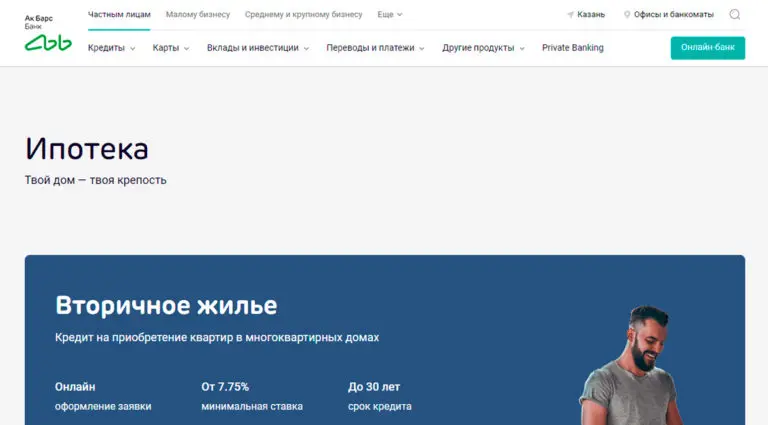 Ак Барс
Банк
Частным лицам Малому бизнесу Среднему и крупному бизнесу Еще Казань Офисы и банкоматы
Кредиты Карты Вклады и инвестиции Переводы и платежи Другие продукты Private Banking Онлайн-банк
Ипотека
Твой дом — твоя крепость
Вторичное жилье
Кредит на приобретение квартир в многоквартирных домах
Онлайн От 7.75% До 30 лет
оформление заявки минимальная ставка срок кредита